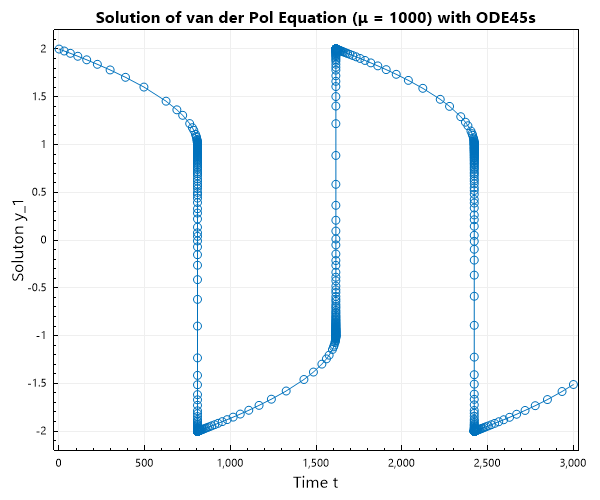 Solution of van der Pol Equation (μ = 1000) with ODE45s
2
1.5
1
0.5
0
-0.5
-1
-1.5
-2
Soluton y_1
0 500 1,000 1,500 2,000 2,500 3,000
Time t